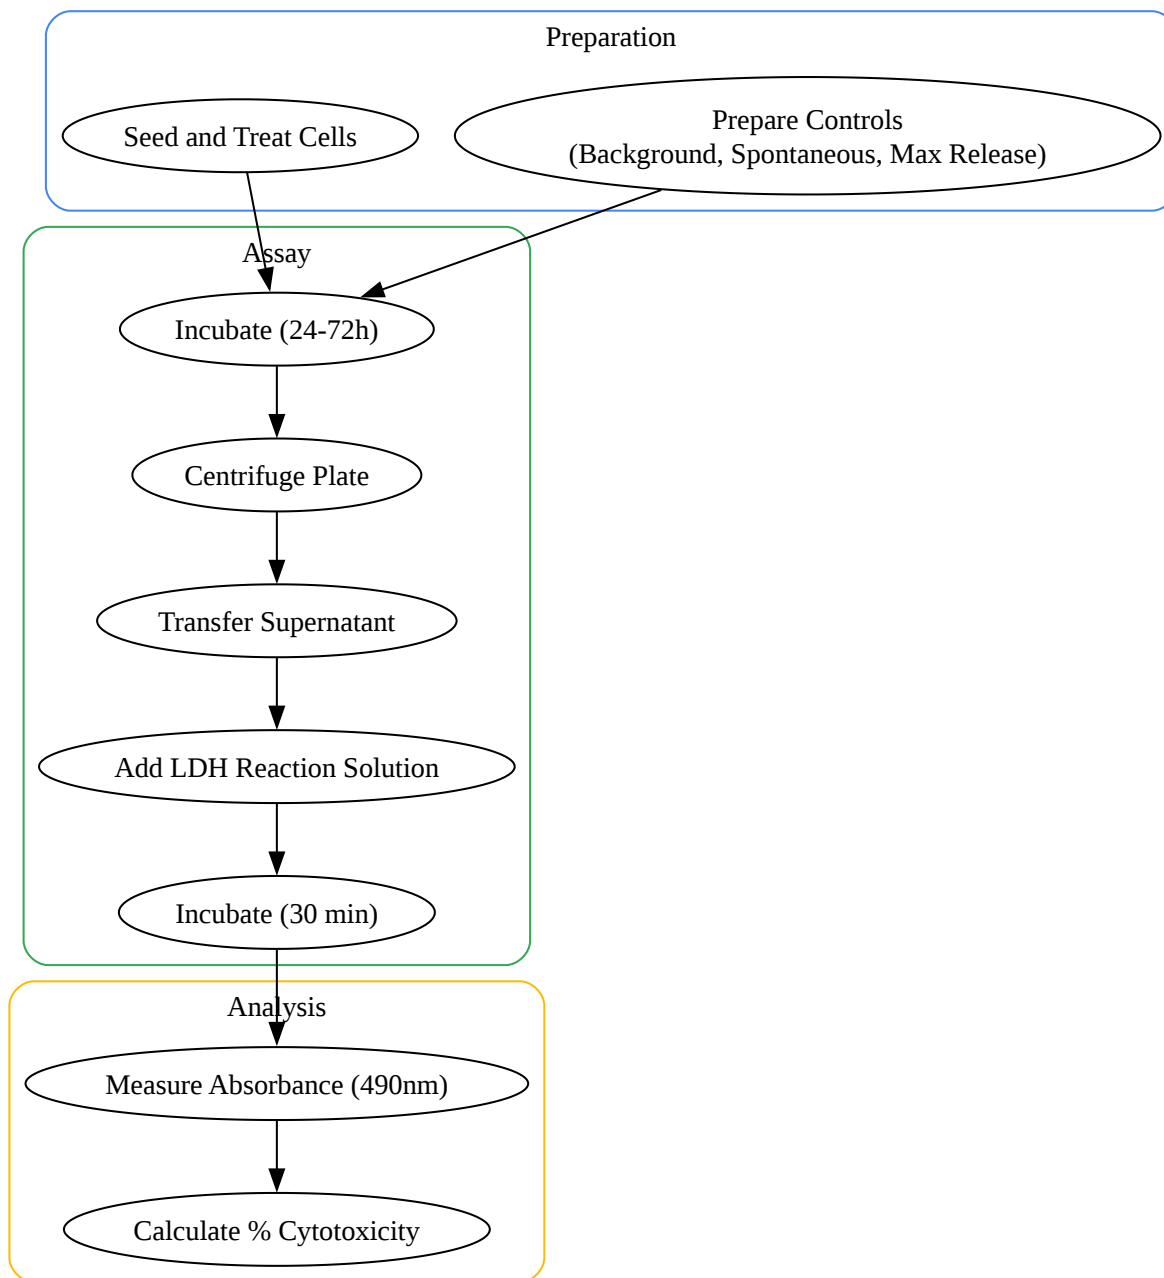 Preparation
Seed and Treat Cells
Prepare Controls
(Background, Spontaneous, Max Release)
Assay
Incubate (24-72h)
Centrifuge Plate
Transfer Supernatant
Add LDH Reaction Solution
Incubate (30 min)
Analysis
Measure Absorbance (490nm)
Calculate % Cytotoxicity